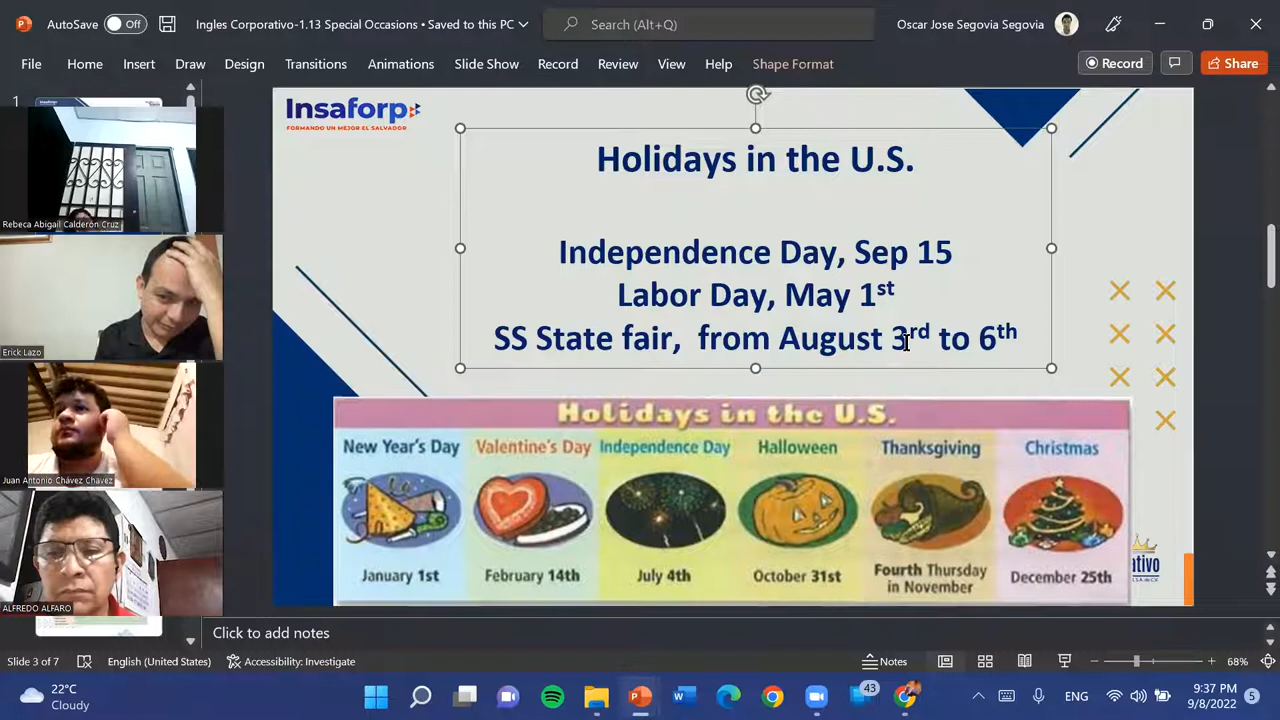 AutoSave Off Ingles Corporativo-1.13 Special Occasions • Saved to this PC Search (Alt+Q) Oscar Jose Segovia Segovia
File Home Insert Draw Design Transitions Animations Slide Show Record Review View Help Shape Format Record Share
1
Insaforp
FORMANDO UN MEJOR EL SALVADOR
Holidays in the U.S.
Independence Day, Sep 15
Labor Day, May 1st
SS State fair, from August 3rd to 6th
Rebeca Abigail Calderón Cruz
Erick Lazo
Juan Antonio Chávez Chavez
ALFREDO ALFARO
Holidays in the U.S.
New Year's Day Valentine's Day Independence Day Halloween Thanksgiving Christmas
January 1st February 14th July 4th October 31st Fourth Thursday in November December 25th
ativo
Click to add notes
Slide 3 of 7 English (United States) Accessibility: Investigate Notes 68%
22°C
Cloudy
43
ENG
9:37 PM
9/8/2022
5